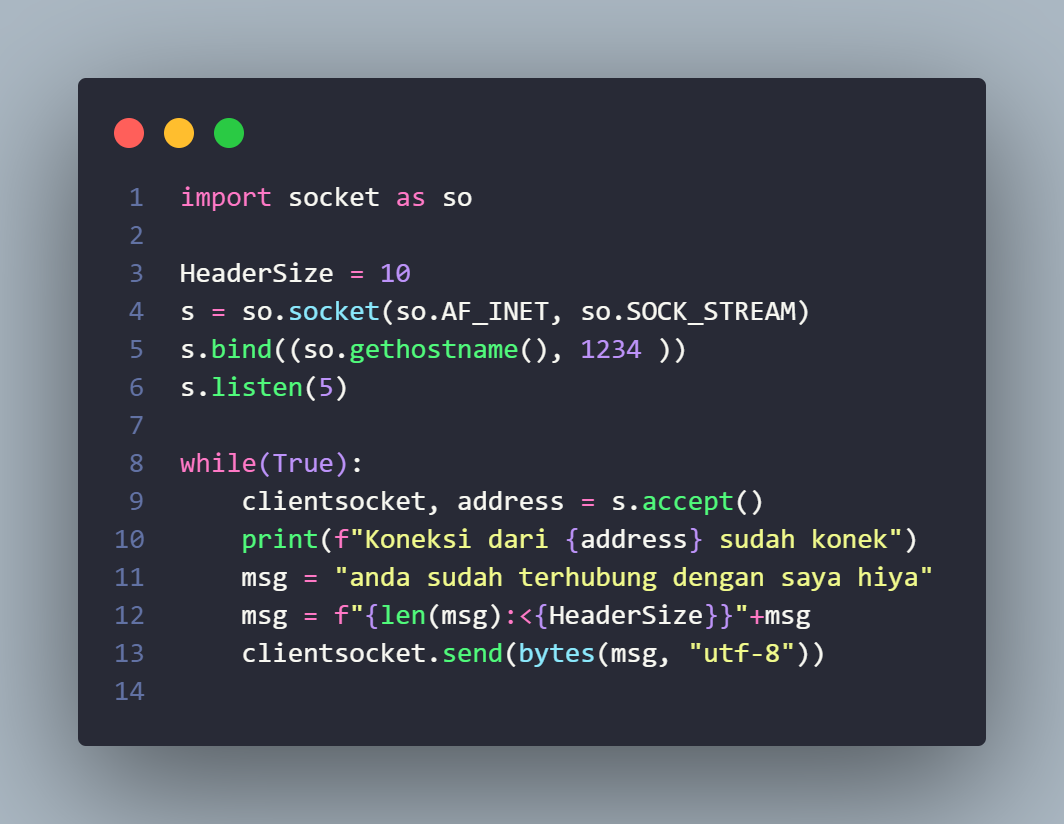 1 import socket as so
2
3 HeaderSize = 10
4 s = so.socket(so.AF_INET, so.SOCK_STREAM)
5 s.bind((so.gethostname(), 1234 ))
6 s.listen(5)
7
8 while(True):
9     clientsocket, address = s.accept()
10     print(f"Koneksi dari {address} sudah konek")
11     msg = "anda sudah terhubung dengan saya hiya"
12     msg = f"{len(msg):<{HeaderSize}}"+msg
13     clientsocket.send(bytes(msg, "utf-8"))
14